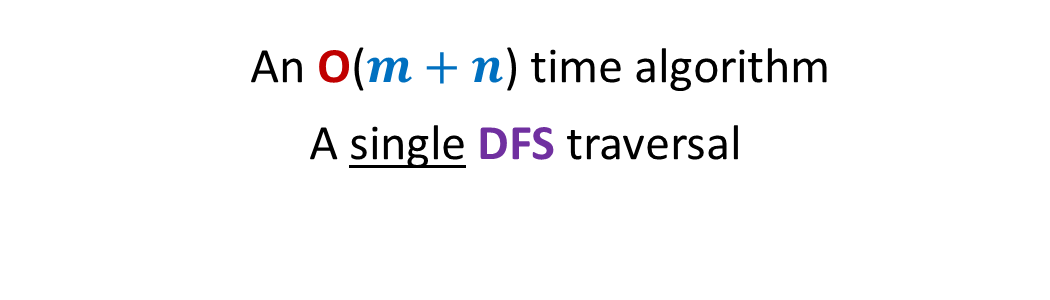 An O(m + n) time algorithm
A single DFS traversal